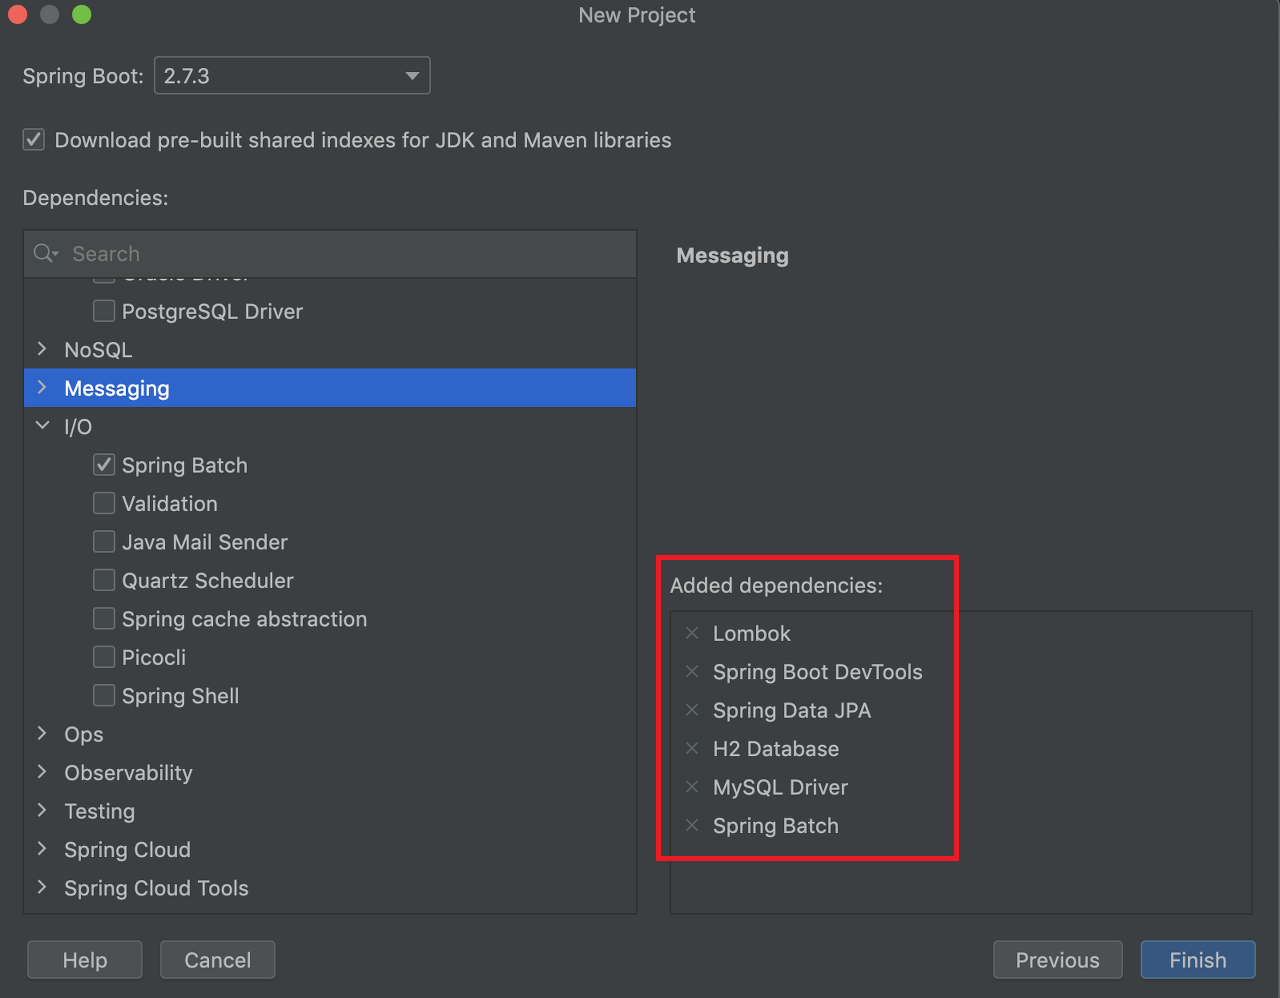 New Project
Spring Boot: 2.7.3
Download pre-built shared indexes for JDK and Maven libraries
Dependencies:
Search
PostgreSQL Driver
NoSQL
Messaging
I/O
Spring Batch
Validation
Java Mail Sender
Quartz Scheduler
Spring cache abstraction
Picocli
Spring Shell
Ops
Observability
Testing
Spring Cloud
Spring Cloud Tools
Messaging
Added dependencies:
Lombok
Spring Boot DevTools
Spring Data JPA
H2 Database
MySQL Driver
Spring Batch
Help
Cancel
Previous
Finish